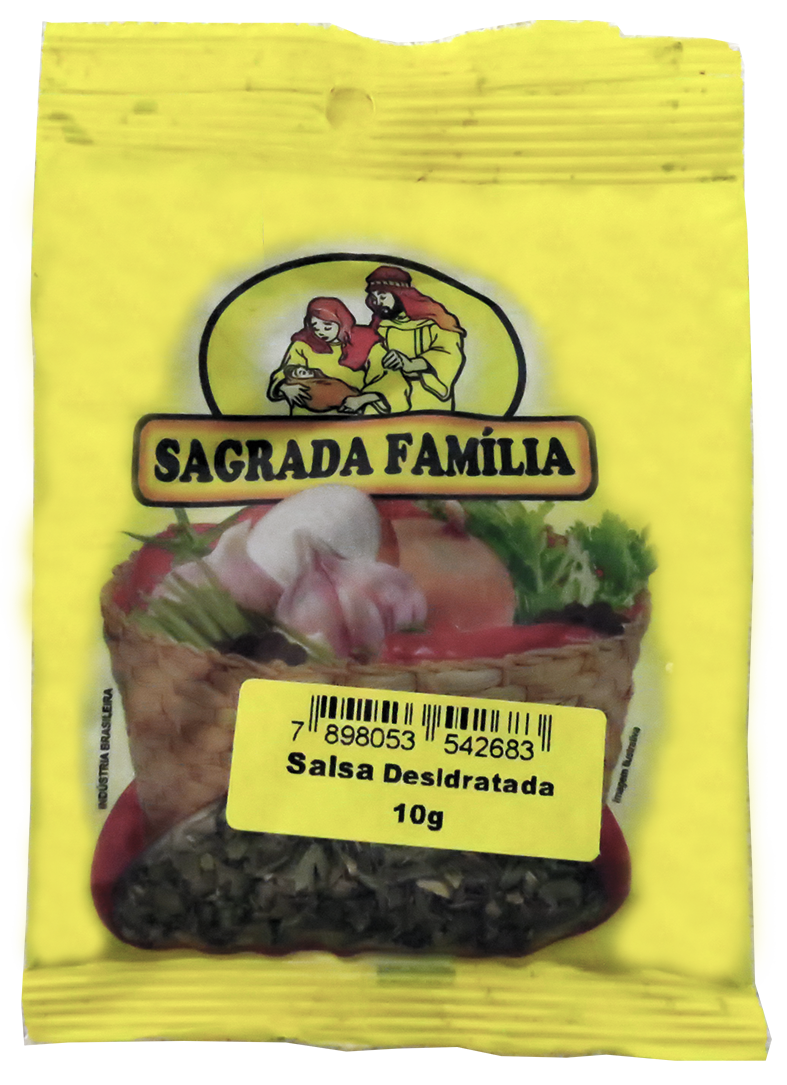 SAGRADA FAMÍLIA
INDÚSTRIA BRASILEIRA
Imagem Ilustrativa
7 898053 542683
Salsa Desidratada
10g